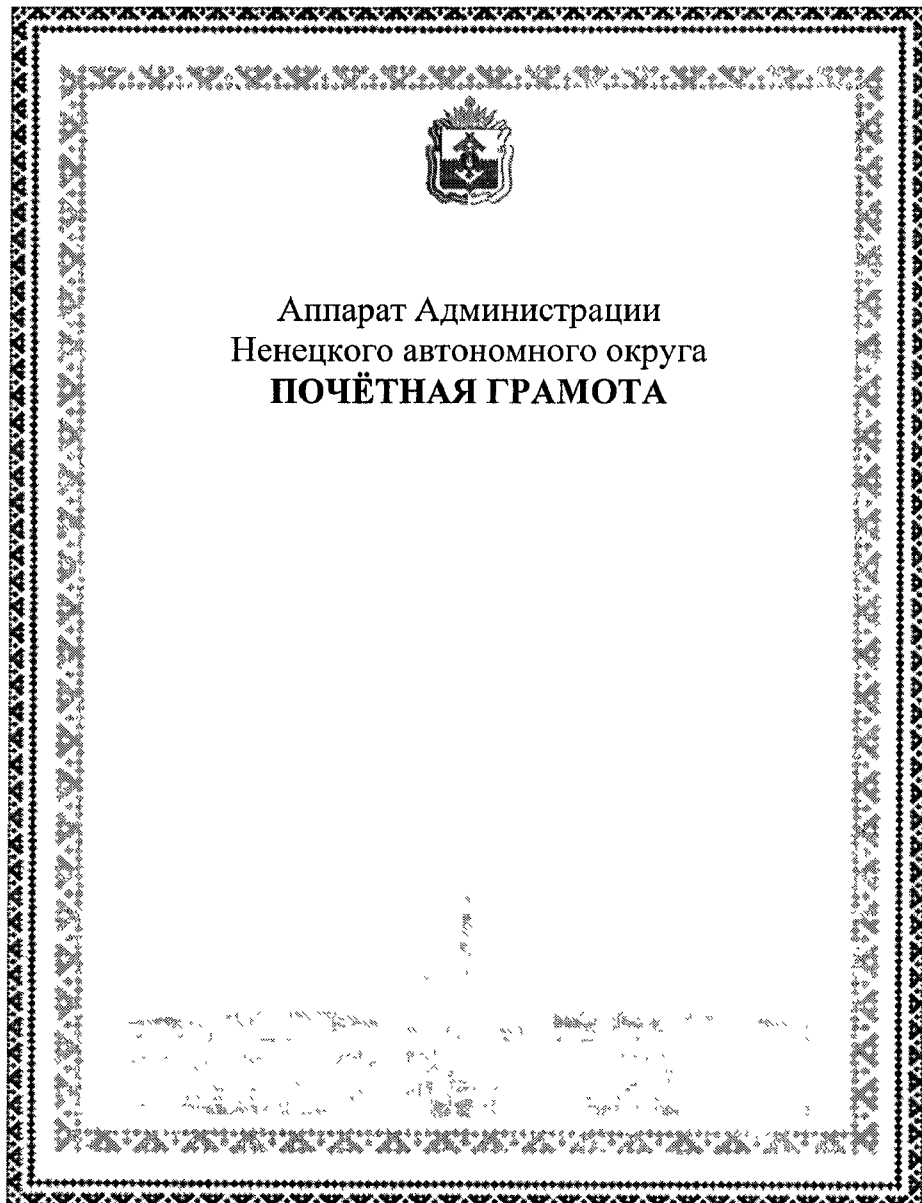 Аппарат Администрации
Ненецкого автономного округа
ПОЧЁТНАЯ ГРАМОТА